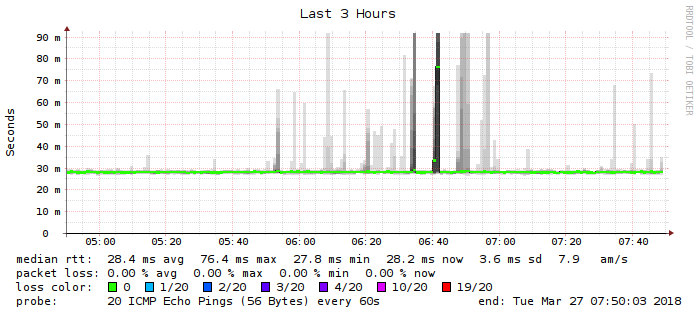 Last 3 Hours
RRDTOOL / TOBI OETIKER
Seconds
90 m
80 m
70 m
60 m
50 m
40 m
30 m
20 m
10 m
0
05:00 05:20 05:40 06:00 06:20 06:40 07:00 07:20 07:40
median rtt: 28.4 ms avg 76.4 ms max 27.8 ms min 28.2 ms now 3.6 ms sd 7.9 am/s
packet loss: 0.00 % avg 0.00 % max 0.00 % min 0.00 % now
loss color: 0 1/20 2/20 3/20 4/20 10/20 19/20
probe: 20 ICMP Echo Pings (56 Bytes) every 60s end: Tue Mar 27 07:50:03 2018